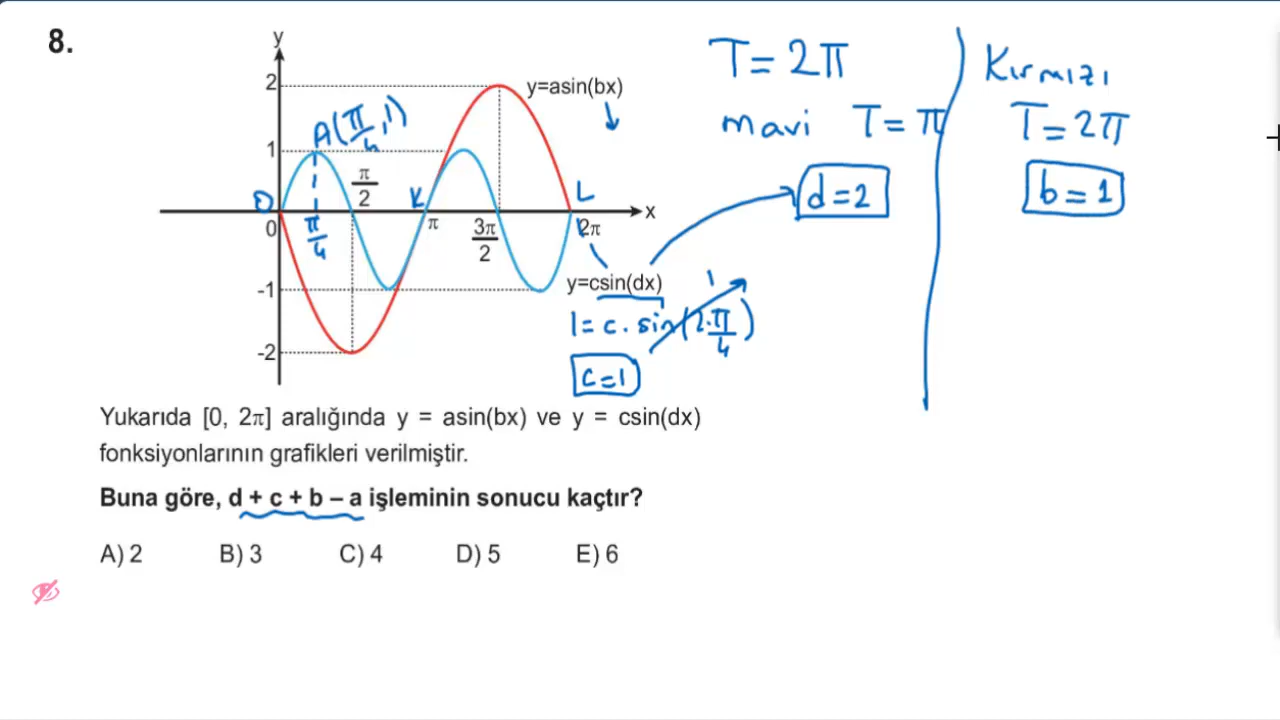 8.
y
2
y=asin(bx)
A(π/4, 1)
1
π/2
O
K
L
x
0
π/4
π
3π/2
2π
-1
y=csin(dx)
1 = c . sin(2.π/4)
1
-2
c=1
T = 2π
mavi T = π
d=2
Kırmızı
T = 2π
b = 1
Yukarıda [0, 2π] aralığında y = asin(bx) ve y = csin(dx)
fonksiyonlarının grafikleri verilmiştir.
Buna göre, d + c + b – a işleminin sonucu kaçtır?
A) 2 B) 3 C) 4 D) 5 E) 6